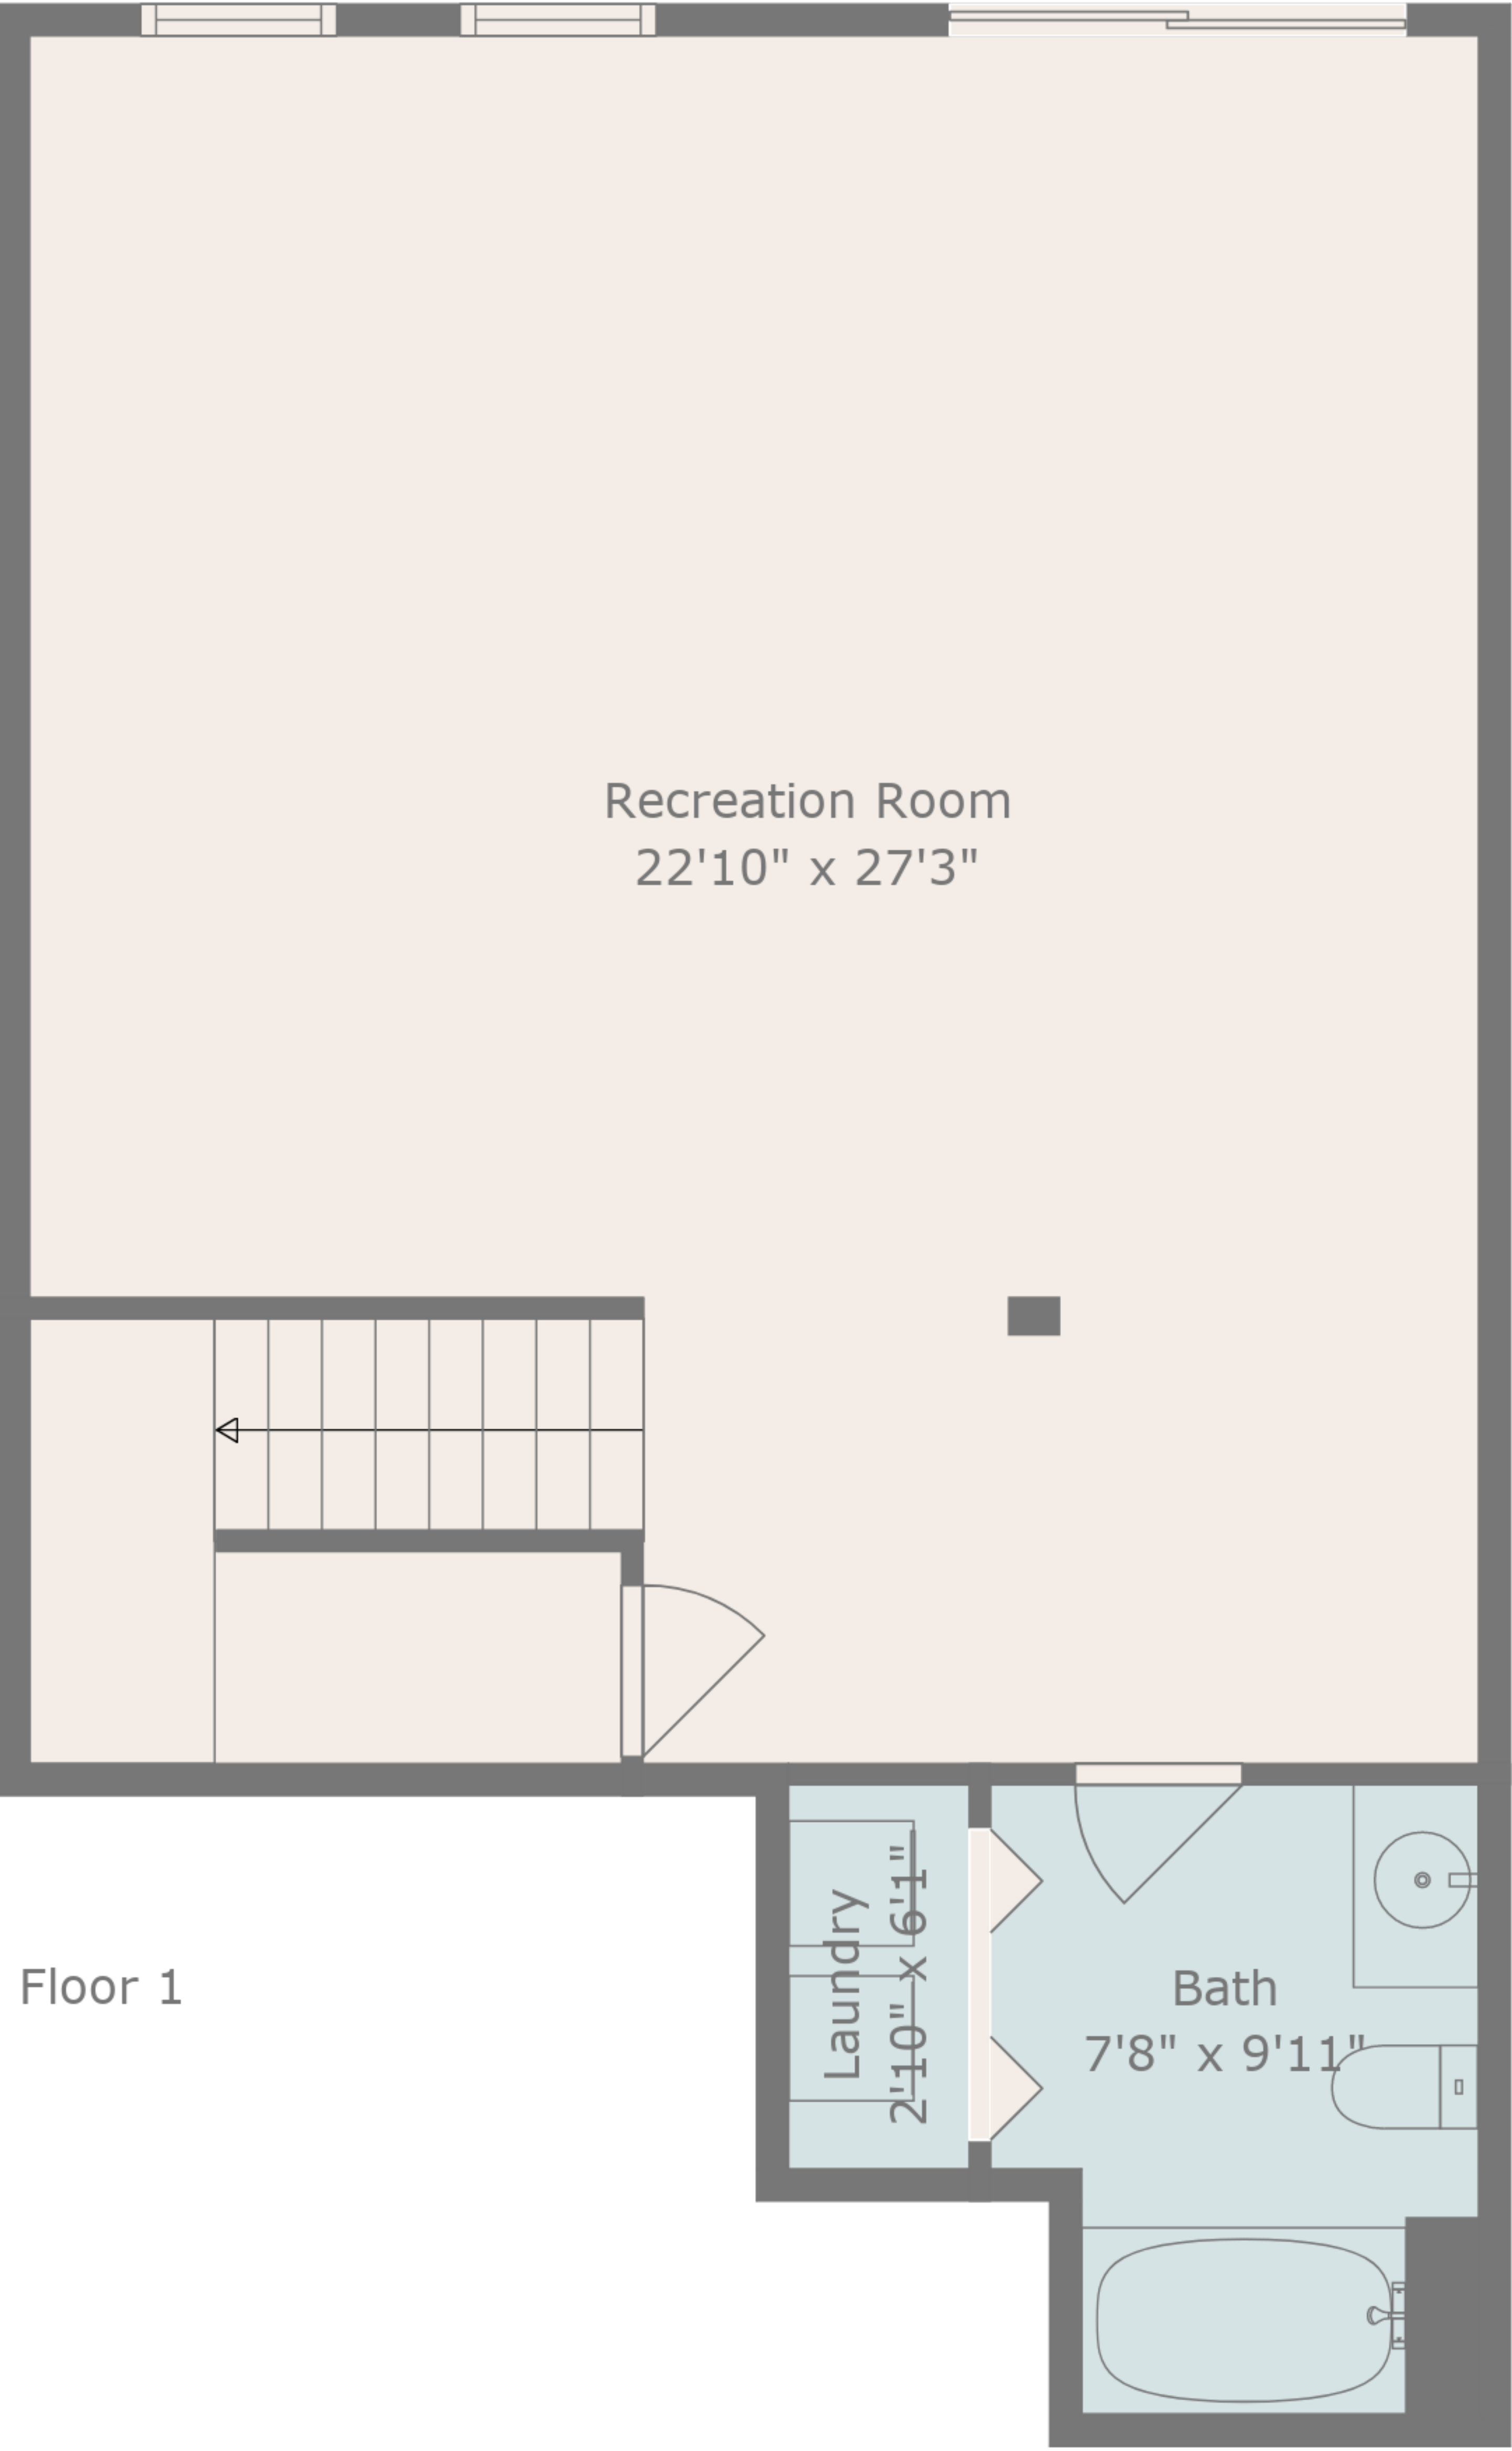 Recreation Room
22'10" x 27'3"
Floor 1
Laundry
2'10" x 6'1"
Bath
7'8" x 9'11"